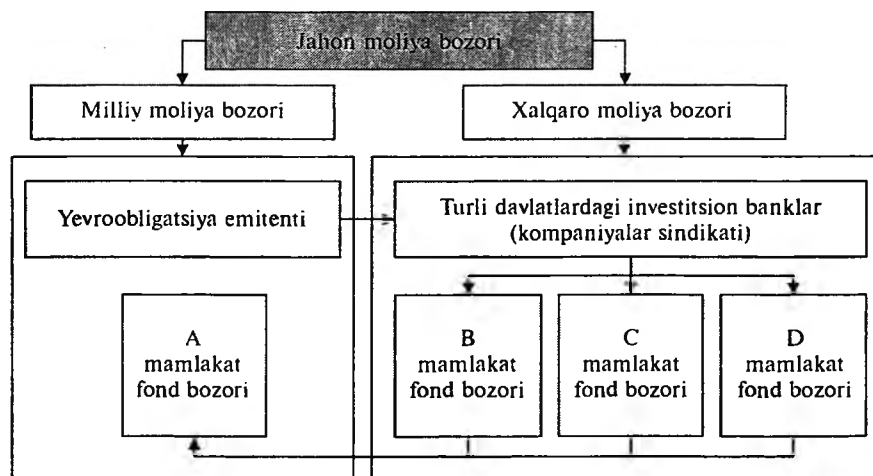 Jahon moliya bozori
Milliy moliya bozori
Xalqaro moliya bozori
Yevroobligatsiya emitenti
Turli davlatlardagi investitsion banklar
(kompaniyalar sindikati)
A
mamlakat
fond bozori
B
mamlakat
fond bozori
C
mamlakat
fond bozori
D
mamlakat
fond bozori